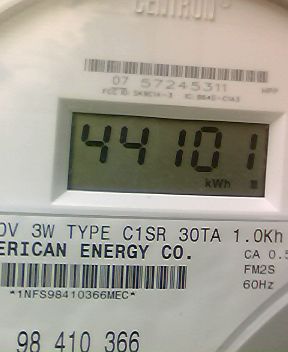 CENTRON
07 57245311
44101
kWh
0V 3W TYPE C1SR 30TA 1.0Kh
ERICAN ENERGY CO. CA 0.5
FM2S
*1NFS98410366MEC* 60Hz
98 410 366